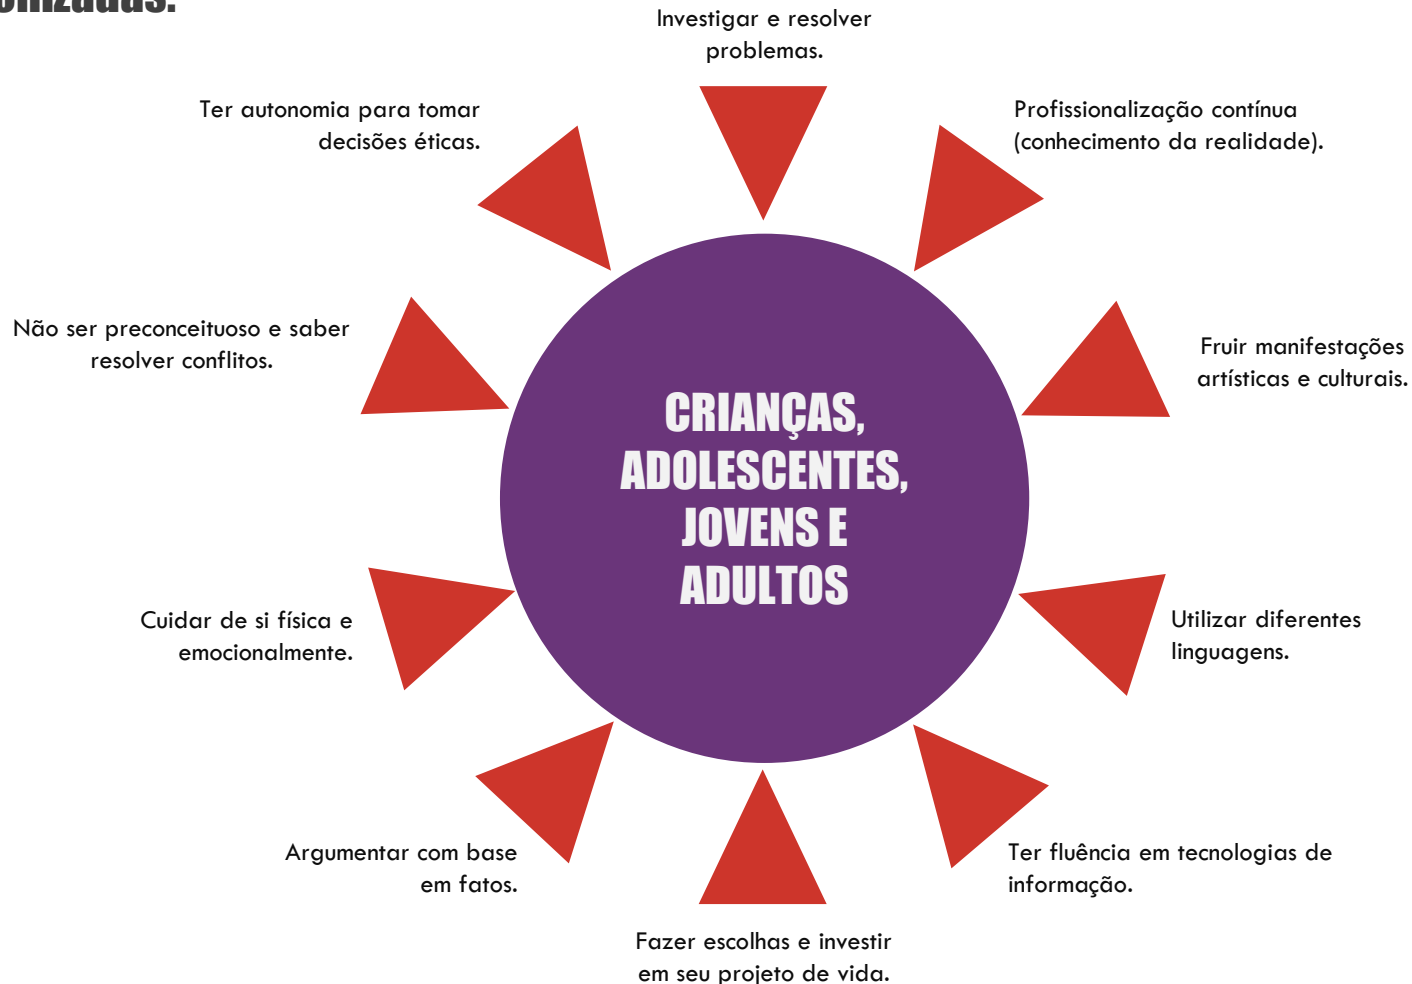 Investigar e resolver
problemas.
Ter autonomia para tomar
decisões éticas.
Profissionalização contínua
(conhecimento da realidade).
Não ser preconceituoso e saber
resolver conflitos.
Fruir manifestações
artísticas e culturais.
CRIANÇAS,
ADOLESCENTES,
JOVENS E
ADULTOS
Cuidar de si física e
emocionalmente.
Utilizar diferentes
linguagens.
Argumentar com base
em fatos.
Ter fluência em tecnologias de
informação.
Fazer escolhas e investir
em seu projeto de vida.